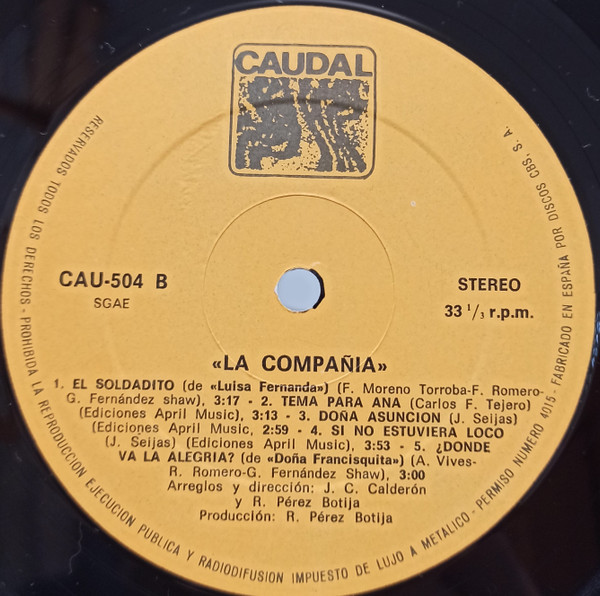 CAUDAL
CAU-504 B
SGAE
STEREO
33 1/3 r.p.m.
«LA COMPAÑIA»
1. EL SOLDADITO (de «Luisa Fernanda») (F. Moreno Torroba-F. Romero-
G. Fernández shaw), 3:17 - 2. TEMA PARA ANA (Carlos F. Tejero)
(Ediciones April Music), 3:13 - 3. DOÑA ASUNCION (J. Seijas)
(Ediciones April Music), 2:59 - 4. SI NO ESTUVIERA LOCO
(J. Seijas) (Ediciones April Music), 3:53 - 5. ¿DONDE
VA LA ALEGRIA? (de «Doña Francisquita») (A. Vives-
R. Romero-G. Fernández Shaw), 3:00
Arreglos y dirección: J. C. Calderón
y R. Pérez Botija
Producción: R. Pérez Botija
RESERVADOS TODOS LOS DERECHOS - PROHIBIDA LA REPRODUCCION EJECUCION PUBLICA Y RADIODIFUSION IMPUESTO DE LUJO A METALICO - PERMISO NUMERO 4015 - FABRICADO EN ESPAÑA POR DISCOS CBS, S. A.